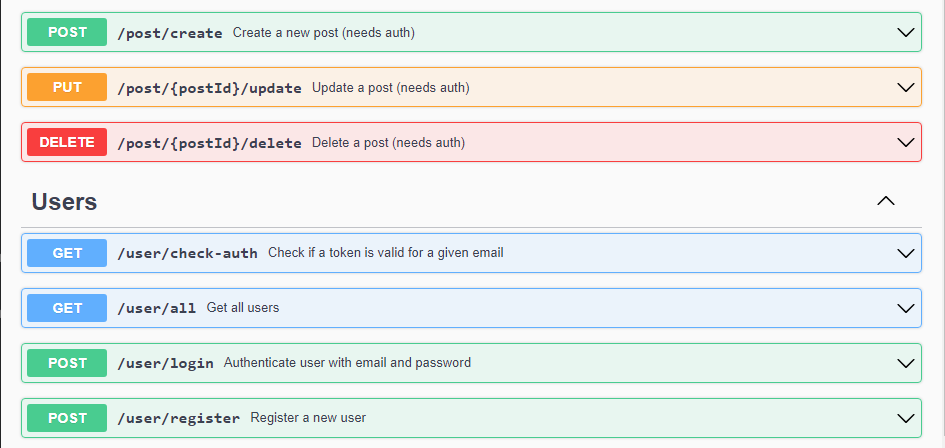 POST /post/create Create a new post (needs auth)
PUT /post/{postId}/update Update a post (needs auth)
DELETE /post/{postId}/delete Delete a post (needs auth)
Users
GET /user/check-auth Check if a token is valid for a given email
GET /user/all Get all users
POST /user/login Authenticate user with email and password
POST /user/register Register a new user